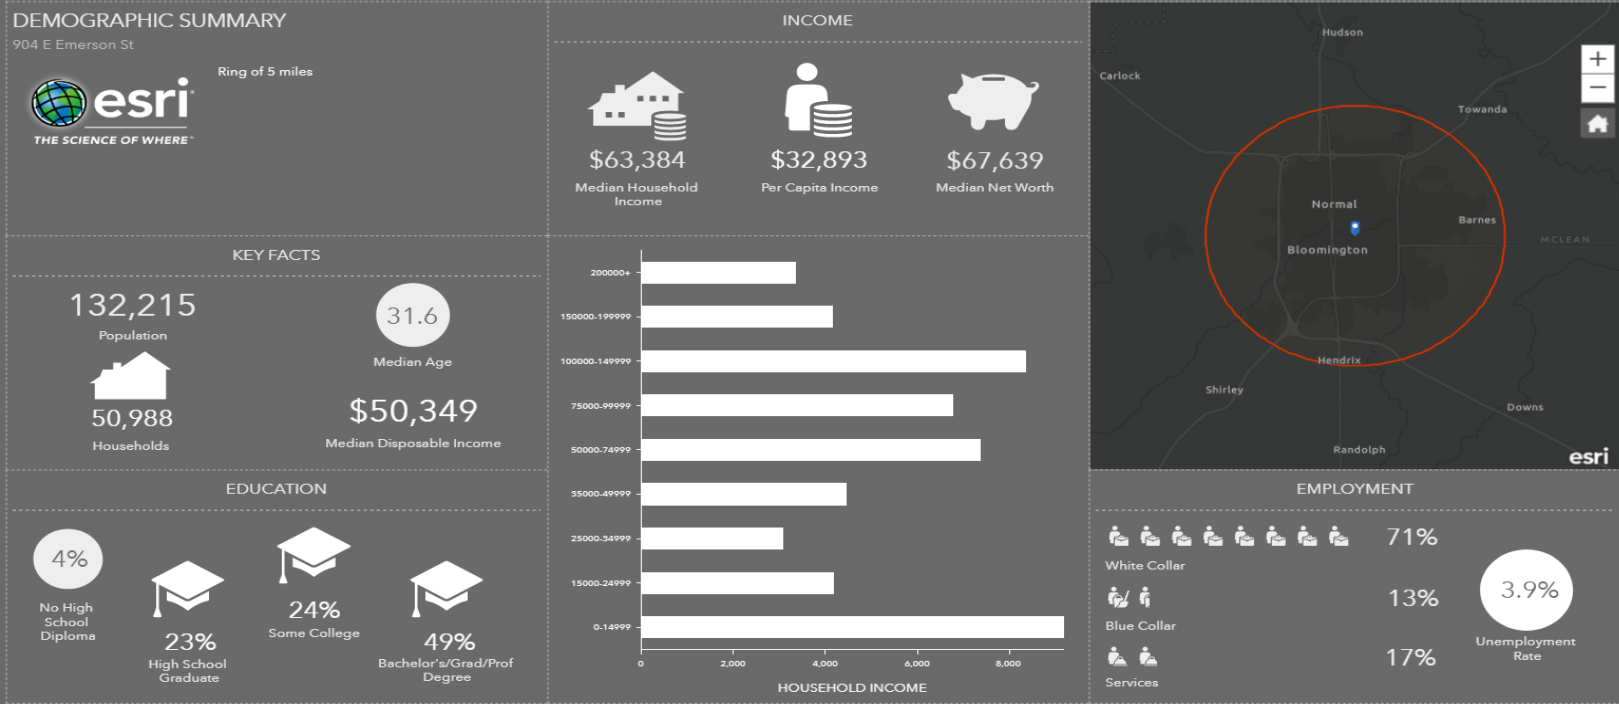 DEMOGRAPHIC SUMMARY
904 E Emerson St
Ring of 5 miles
esri
THE SCIENCE OF WHERE™
KEY FACTS
132,215
Population
31.6
Median Age
50,988
Households
$50,349
Median Disposable Income
EDUCATION
4%
No High
School
Diploma
23%
High School
Graduate
24%
Some College
49%
Bachelor's/Grad/Prof
Degree
INCOME
$63,384
Median Household
Income
$32,893
Per Capita Income
$67,639
Median Net Worth
200000+
150000-199999
100000-149999
75000-99999
50000-74999
35000-49999
25000-34999
15000-24999
0-14999
0 2,000 4,000 6,000 8,000
HOUSEHOLD INCOME
Hudson
Carlock
Towanda
Normal
Barnes
MCLEAN
Bloomington
Hendrix
Shirley
Downs
Randolph
esri
+
−
EMPLOYMENT
71%
White Collar
13%
Blue Collar
17%
Services
3.9%
Unemployment
Rate